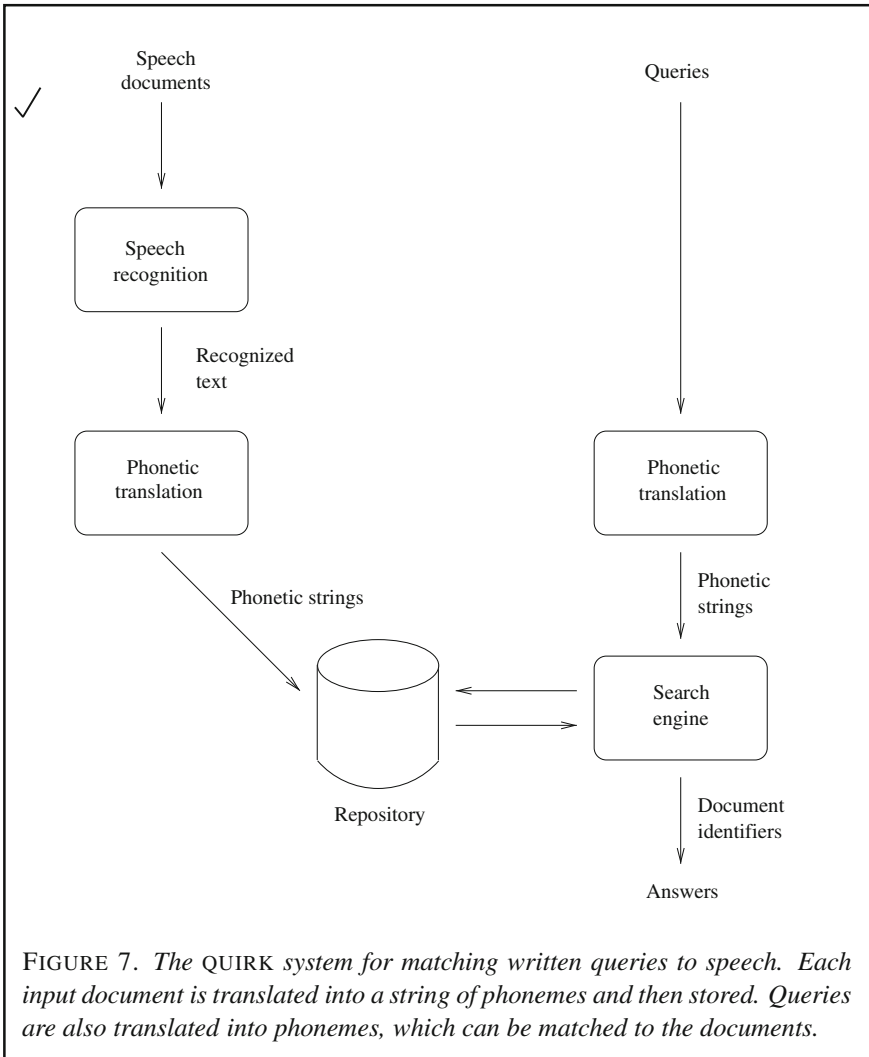 Speech
documents
Queries
Speech
recognition
Recognized
text
Phonetic
translation
Phonetic
translation
Phonetic strings
Phonetic
strings
Search
engine
Repository
Document
identifiers
Answers
FIGURE 7. The QUIRK system for matching written queries to speech. Each
input document is translated into a string of phonemes and then stored. Queries
are also translated into phonemes, which can be matched to the documents.